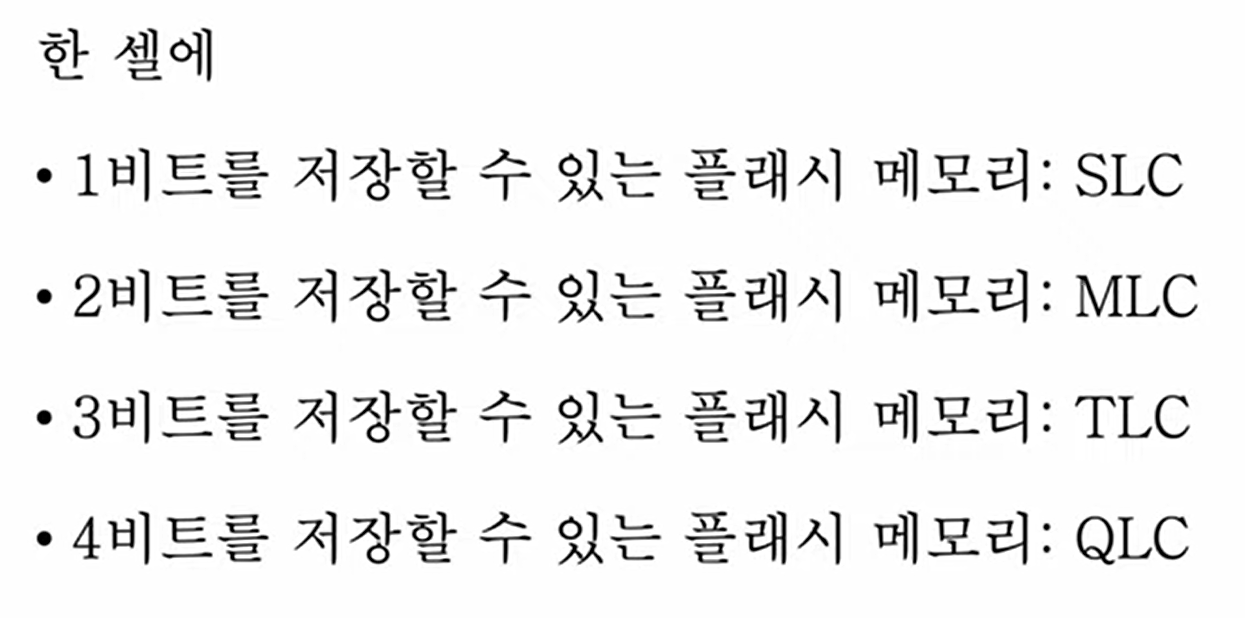 한 셀에
• 1비트를 저장할 수 있는 플래시 메모리: SLC
• 2비트를 저장할 수 있는 플래시 메모리: MLC
• 3비트를 저장할 수 있는 플래시 메모리: TLC
• 4비트를 저장할 수 있는 플래시 메모리: QLC